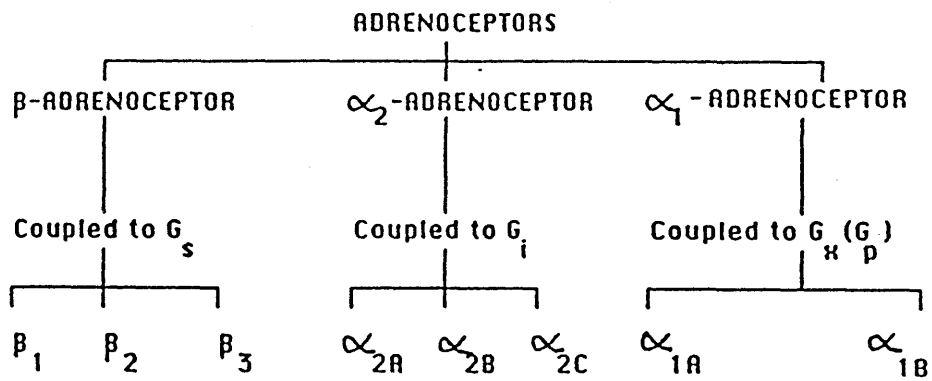 ADRENOCEPTORS
β-ADRENOCEPTOR α₂-ADRENOCEPTOR α₁-ADRENOCEPTOR
Coupled to Gₛ Coupled to Gᵢ Coupled to Gₓ(Gₚ)
β₁ β₂ β₃ α₂A α₂B α₂C α₁A α₁B